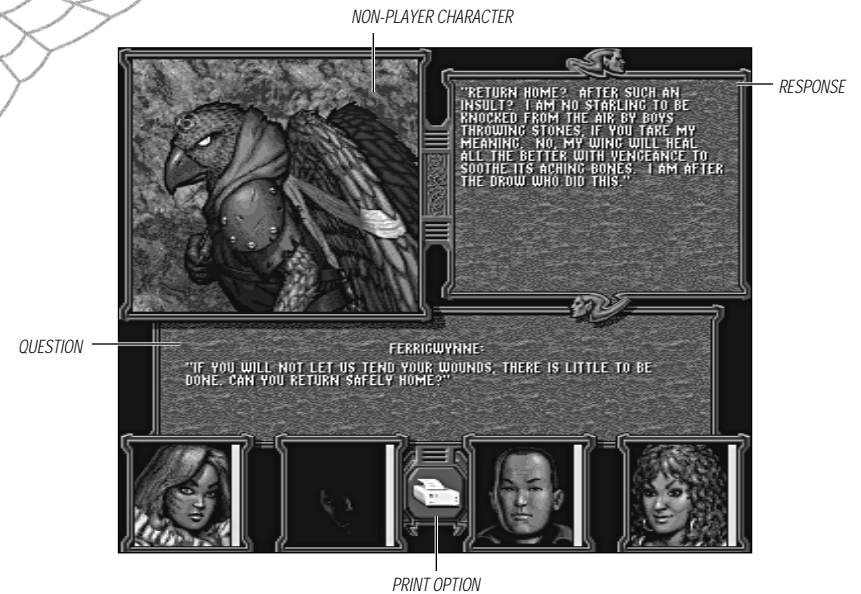 NON-PLAYER CHARACTER
"RETURN HOME? AFTER SUCH AN
INSULT? I AM NO STARLING TO BE
KNOCKED FROM THE AIR BY BOYS
THROWING STONES, IF YOU TAKE MY
MEANING. NO, MY WING WILL HEAL
ALL THE BETTER WITH VENGEANCE TO
SOOTHE ITS ACHING BONES. I AM AFTER
THE DROW WHO DID THIS."
RESPONSE
QUESTION
FERRIGWYNNE:
"IF YOU WILL NOT LET US TEND YOUR WOUNDS, THERE IS LITTLE TO BE
DONE. CAN YOU RETURN SAFELY HOME?"
PRINT OPTION